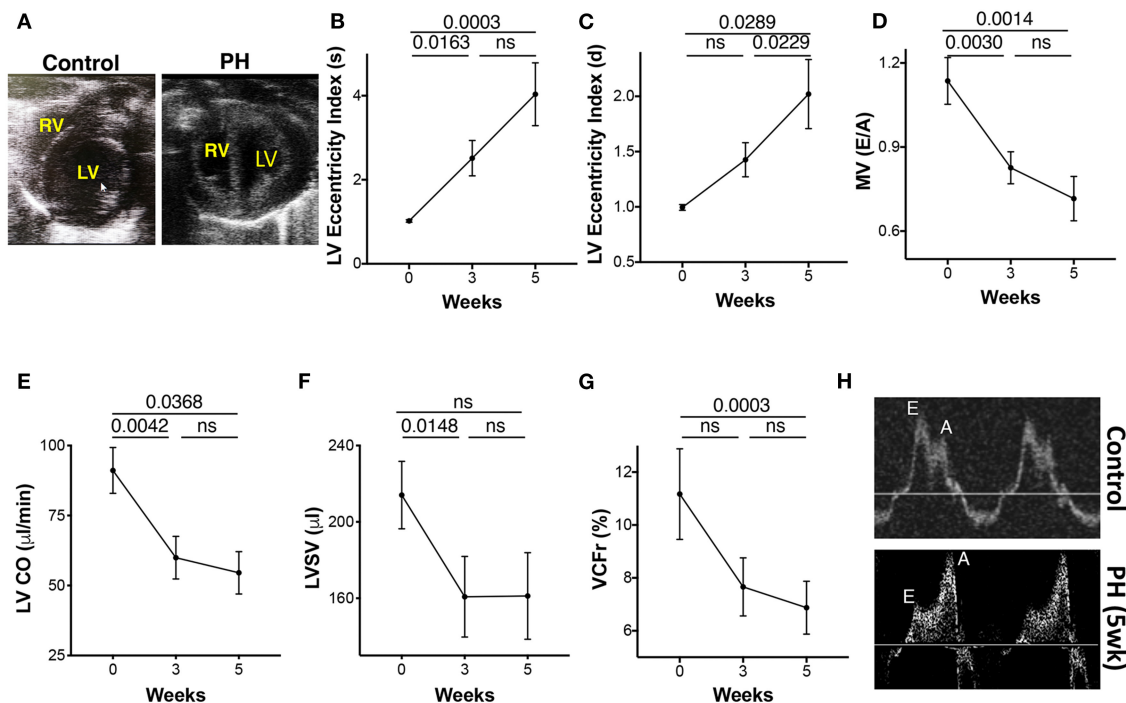 A
Control
PH
RV
LV
RV
LV
B
0.0003
0.0163
ns
LV Eccentricity Index (s)
4
2
0
0
3
5
Weeks
C
0.0289
ns
0.0229
LV Eccentricity Index (d)
2.0
1.5
1.0
0.5
0
3
5
Weeks
D
0.0014
0.0030
ns
MV (E/A)
1.2
0.9
0.6
0
3
5
Weeks
E
0.0368
0.0042
ns
LV CO (µl/min)
100
75
50
25
0
3
5
Weeks
F
ns
0.0148
ns
LVSV (µl)
240
200
160
0
3
5
Weeks
G
0.0003
ns
ns
VCFr (%)
12
10
8
6
0
3
5
Weeks
H
E
A
Control
A
E
PH (5wk)